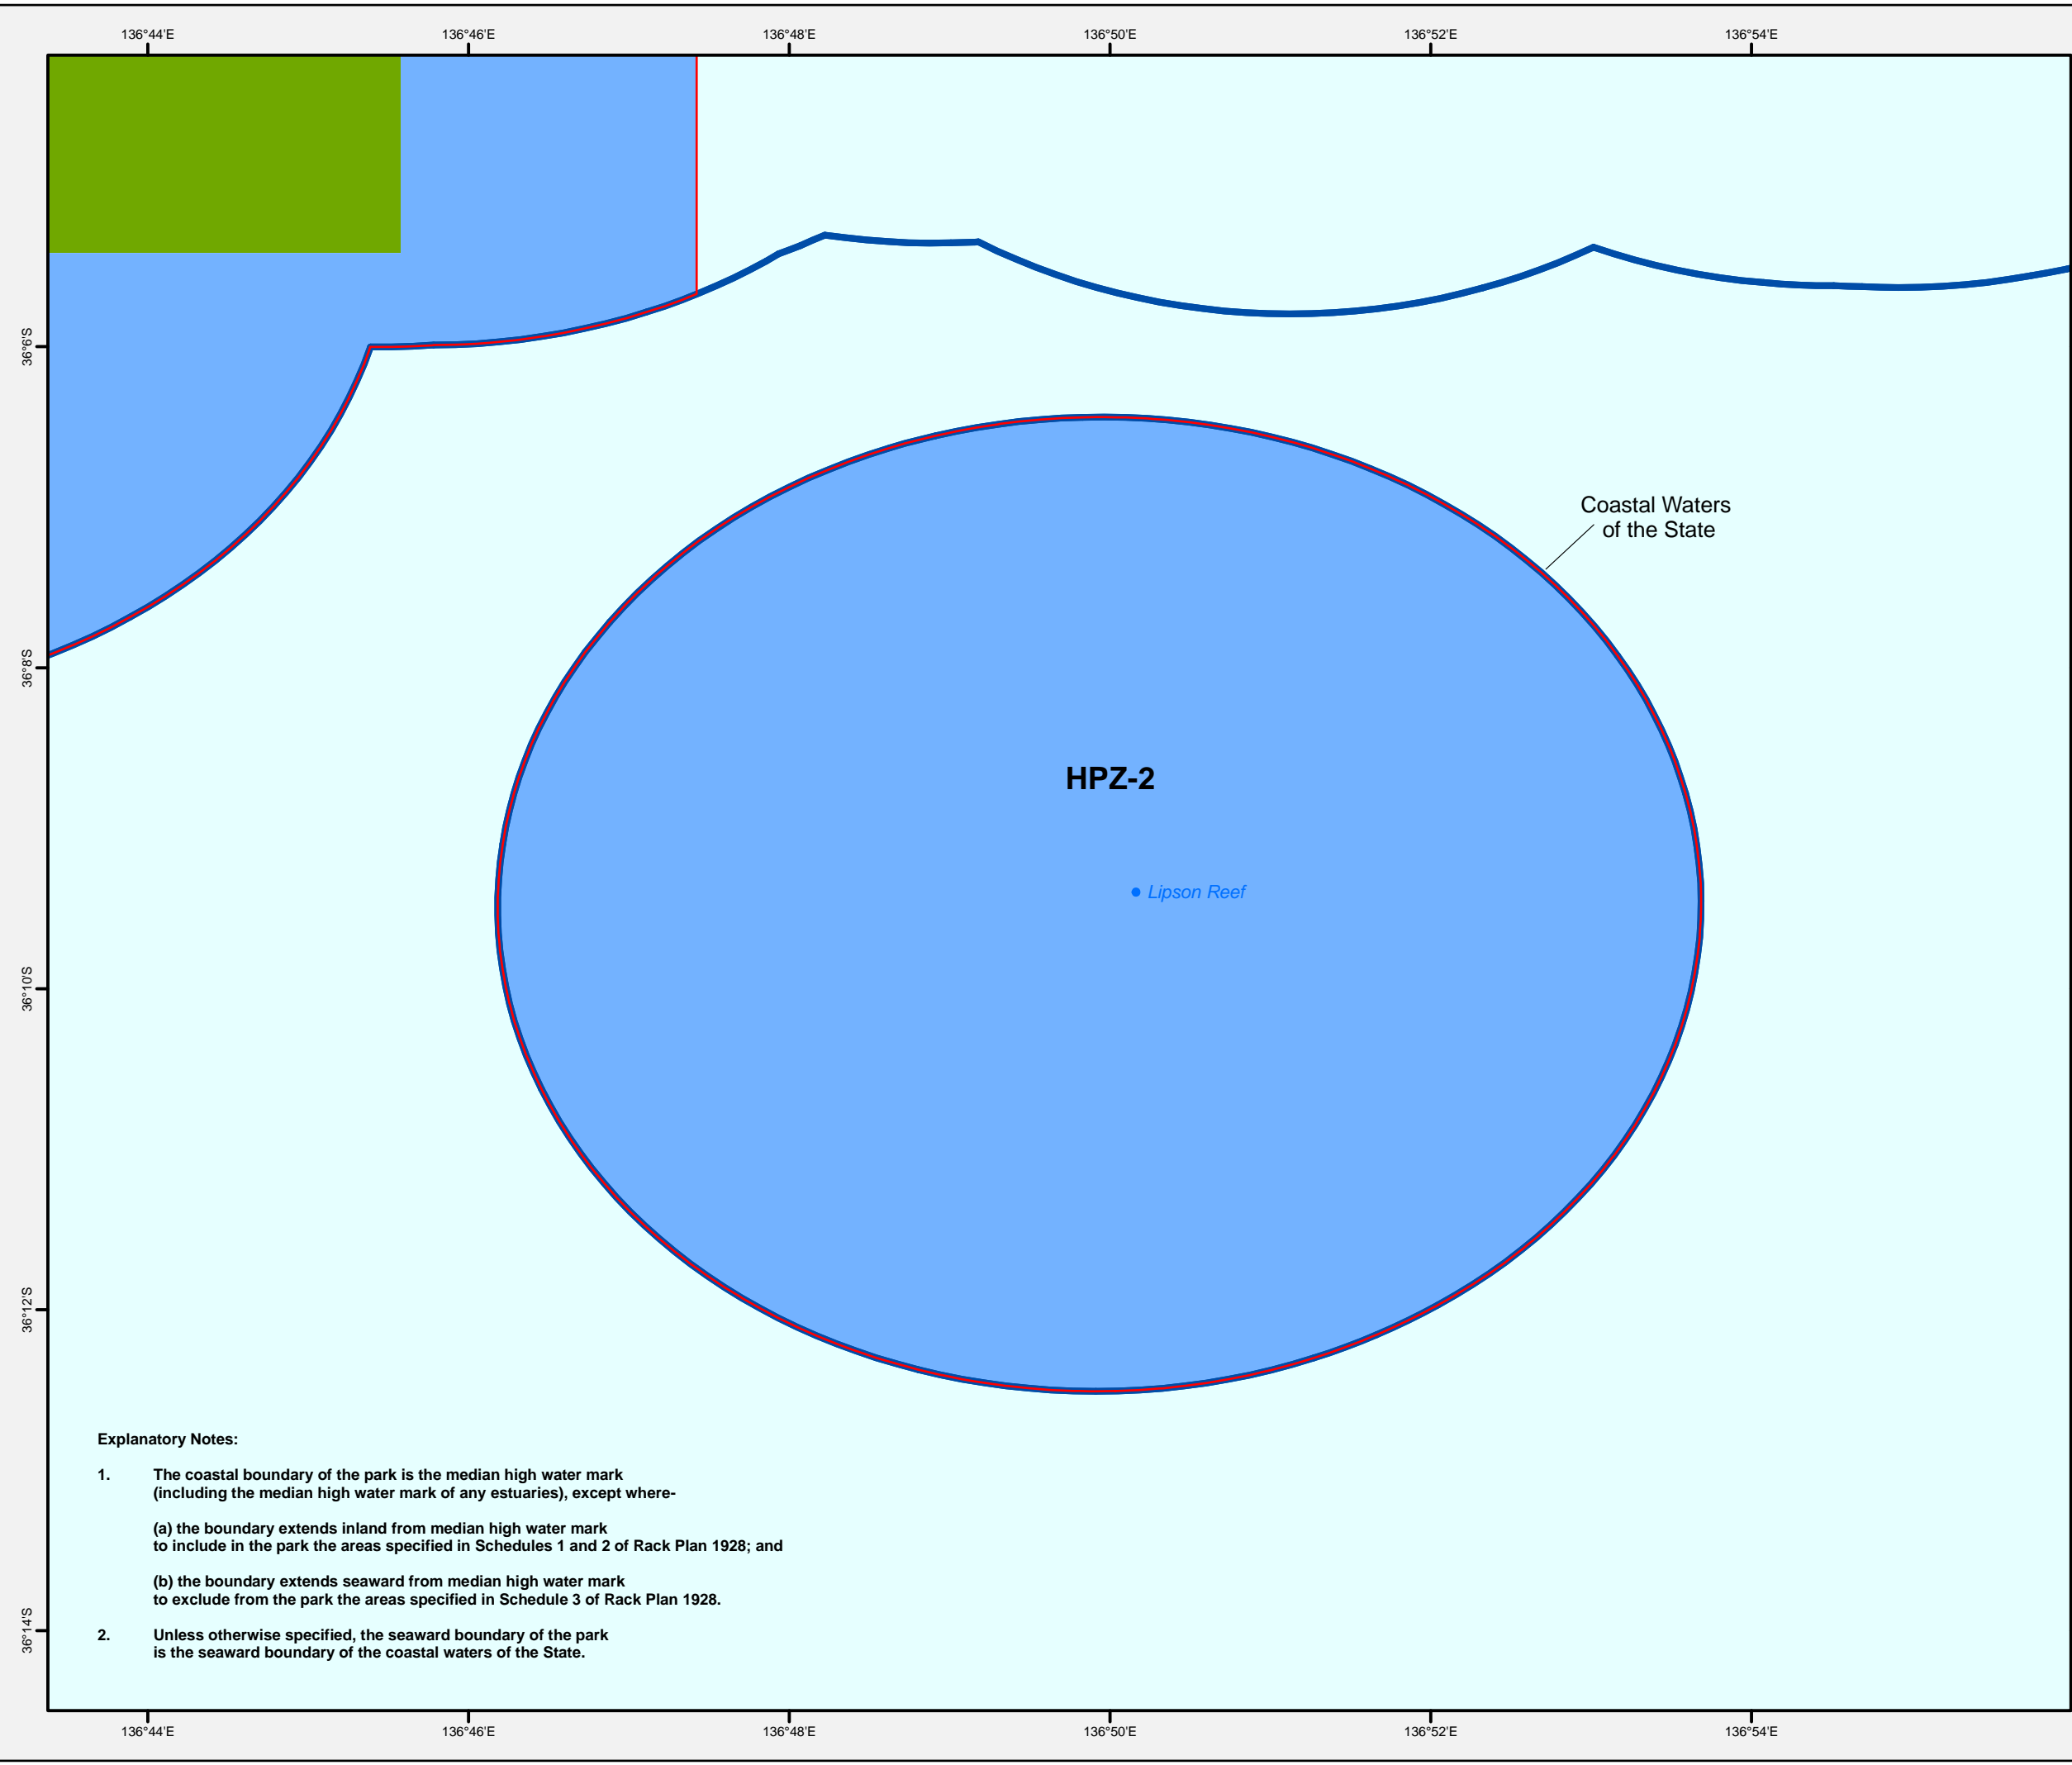 136°44'E
136°46'E
136°48'E
136°50'E
136°52'E
136°54'E
36°6'S
36°8'S
36°10'S
36°12'S
36°14'S
Coastal Waters
of the State
HPZ-2
Lipson Reef
Explanatory Notes:
1. The coastal boundary of the park is the median high water mark
(including the median high water mark of any estuaries), except where-
(a) the boundary extends inland from median high water mark
to include in the park the areas specified in Schedules 1 and 2 of Rack Plan 1928; and
(b) the boundary extends seaward from median high water mark
to exclude from the park the areas specified in Schedule 3 of Rack Plan 1928.
2. Unless otherwise specified, the seaward boundary of the park
is the seaward boundary of the coastal waters of the State.
136°44'E
136°46'E
136°48'E
136°50'E
136°52'E
136°54'E